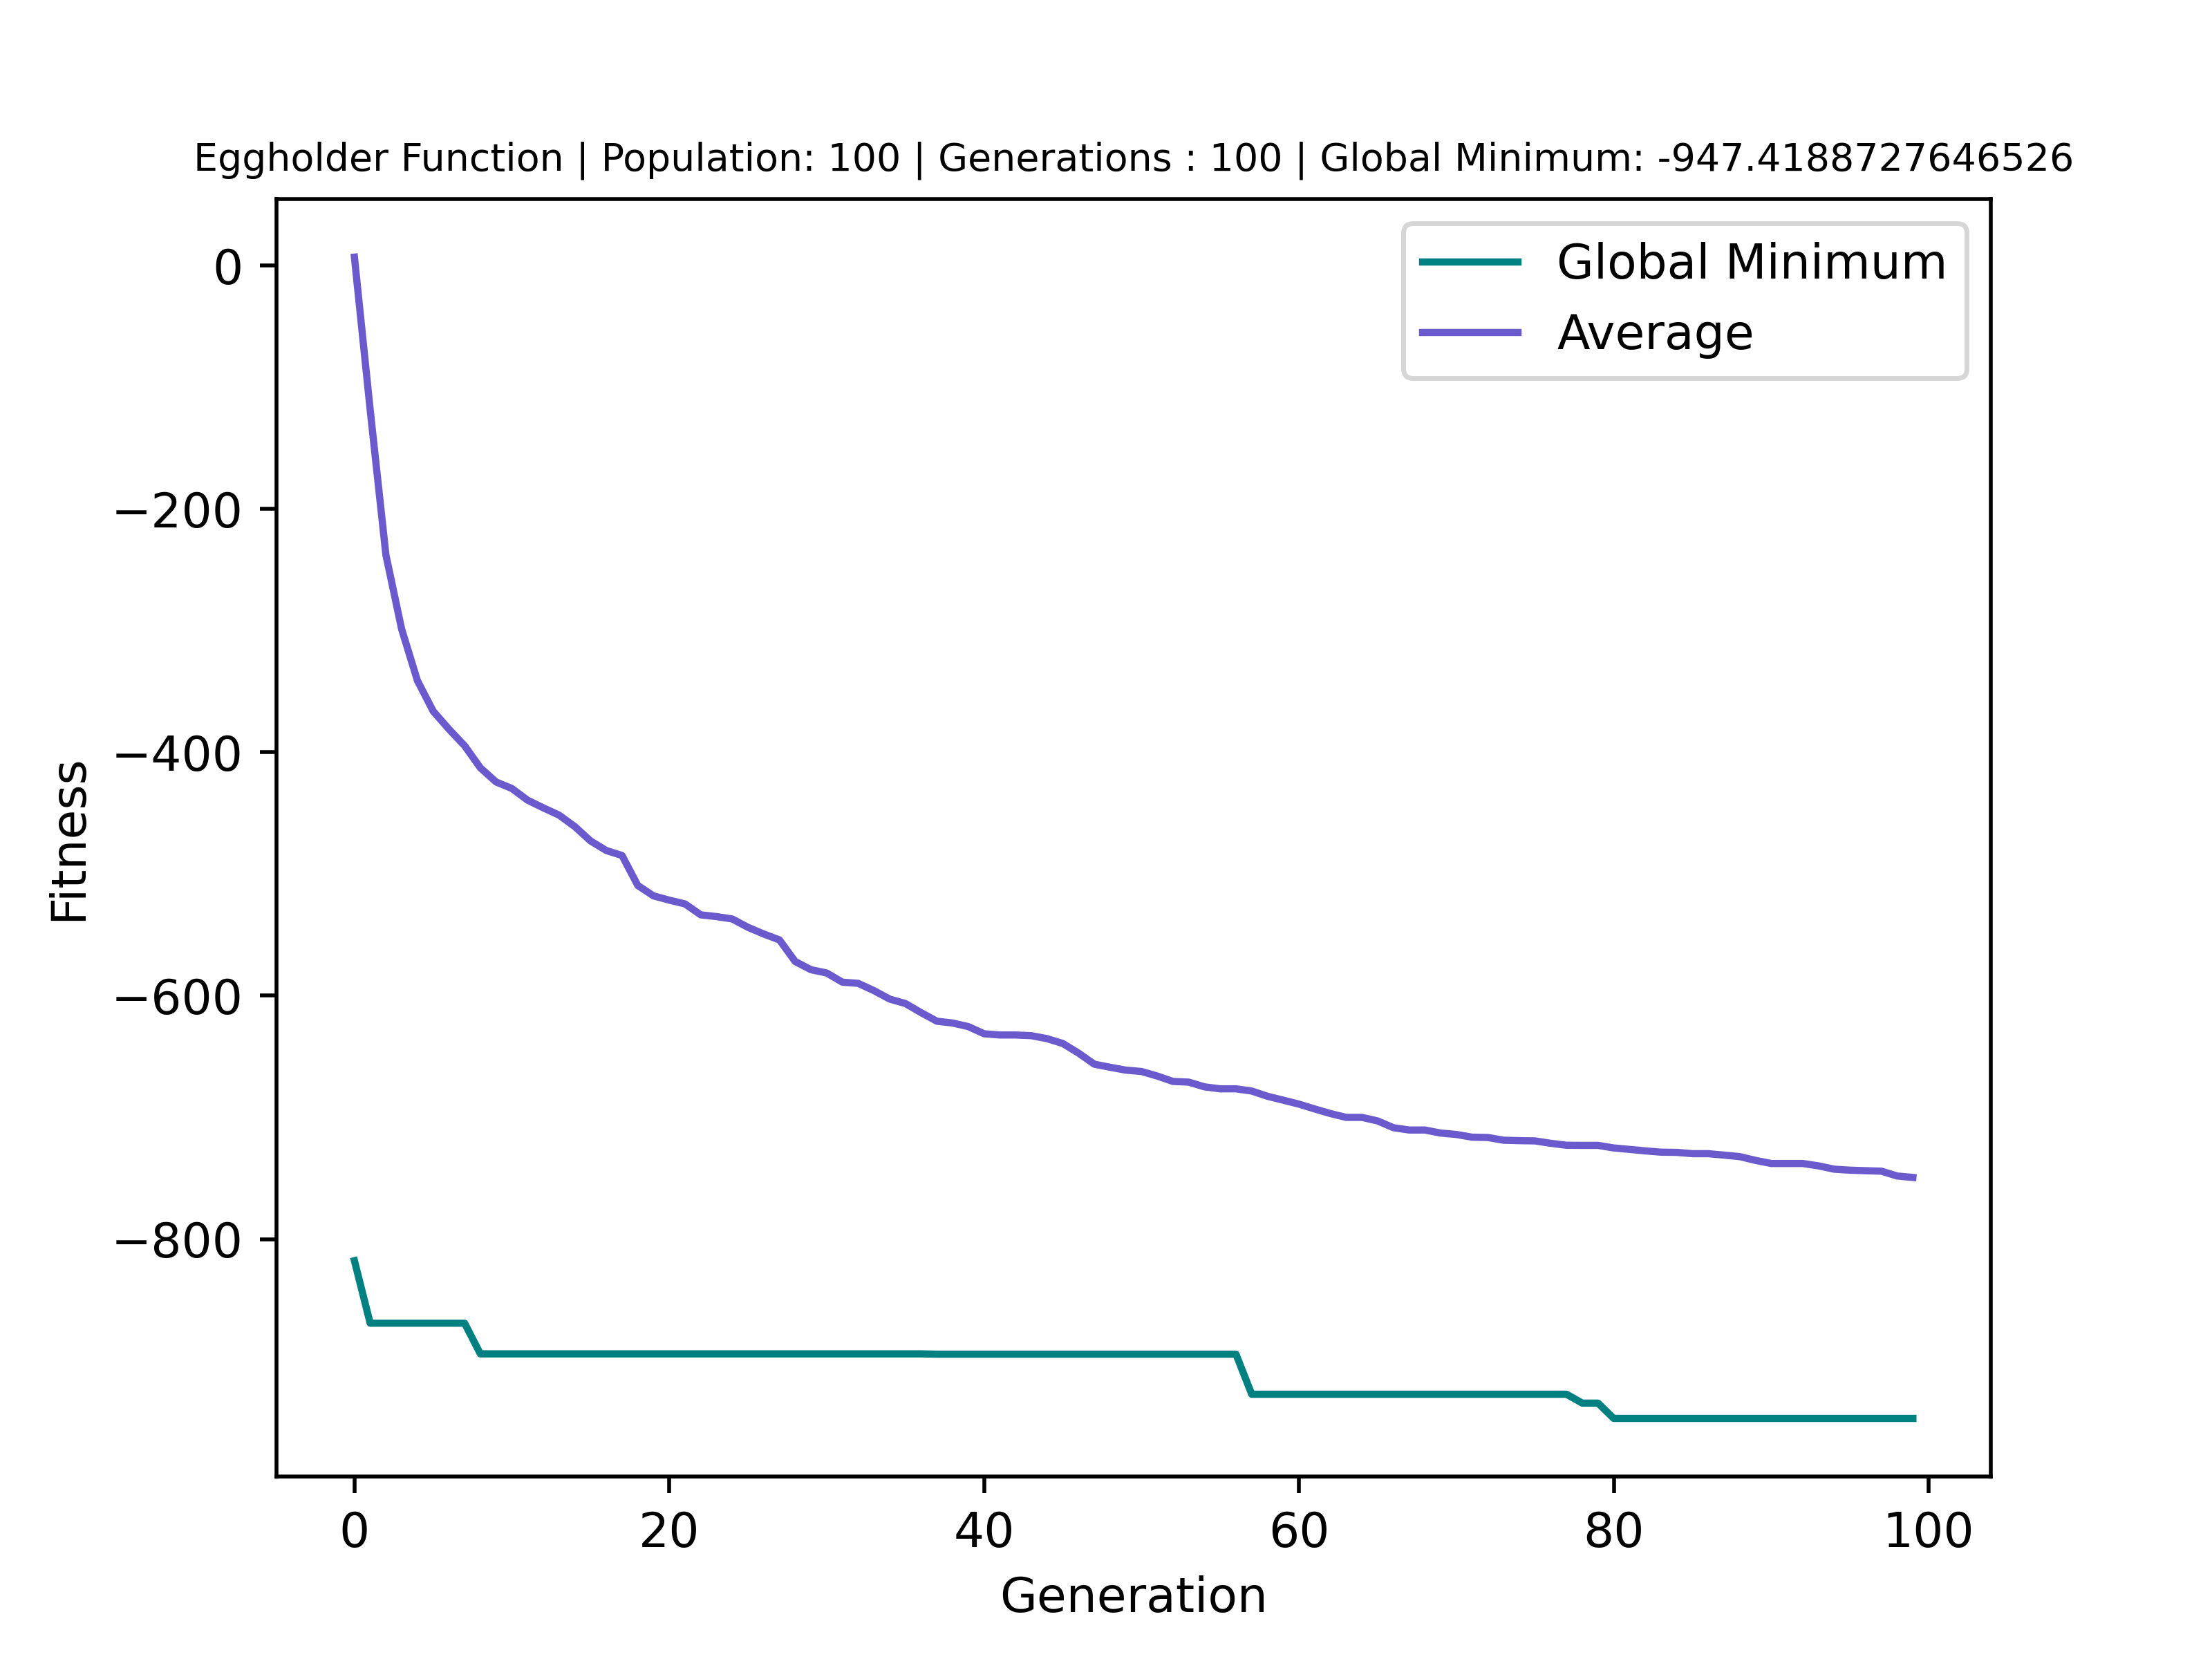 Eggholder Function | Population: 100 | Generations : 100 | Global Minimum: -947.4188727646526
Global Minimum
Average
0
−200
−400
−600
−800
Fitness
0 20 40 60 80 100
Generation